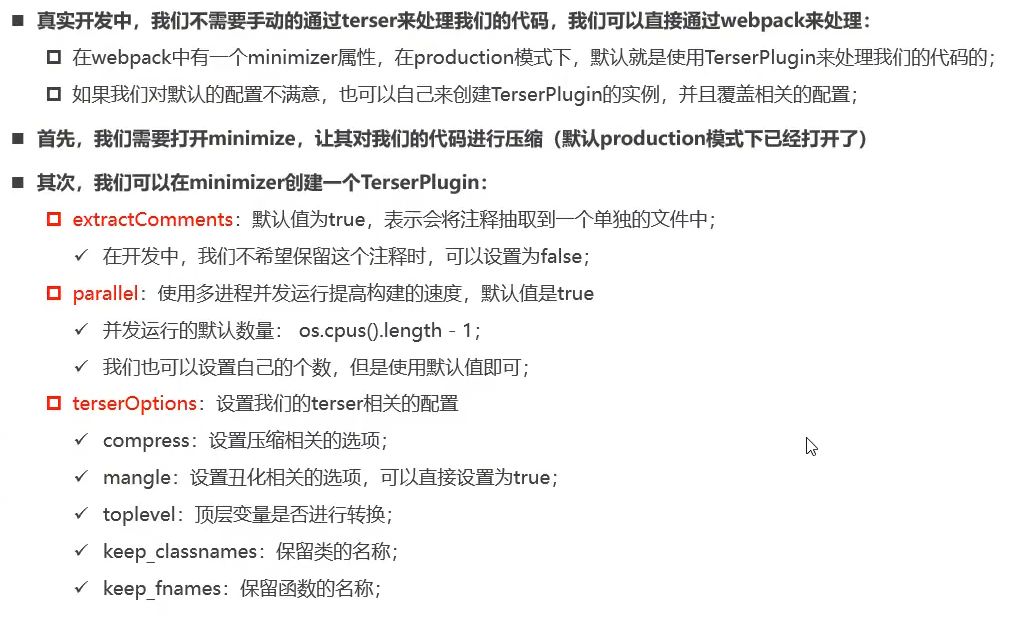 真实开发中，我们不需要手动的通过terser来处理我们的代码，我们可以直接通过webpack来处理：
在webpack中有一个minimizer属性，在production模式下，默认就是使用TerserPlugin来处理我们的代码的；
如果我们对默认的配置不满意，也可以自己来创建TerserPlugin的实例，并且覆盖相关的配置；
首先，我们需要打开minimize，让其对我们的代码进行压缩（默认production模式下已经打开了）
其次，我们可以在minimizer创建一个TerserPlugin：
extractComments：默认值为true，表示会将注释抽取到一个单独的文件中；
在开发中，我们不希望保留这个注释时，可以设置为false；
parallel：使用多进程并发运行提高构建的速度，默认值是true
并发运行的默认数量： os.cpus().length - 1；
我们也可以设置自己的个数，但是使用默认值即可；
terserOptions：设置我们的terser相关的配置
compress：设置压缩相关的选项；
mangle：设置丑化相关的选项，可以直接设置为true；
toplevel：顶层变量是否进行转换；
keep_classnames：保留类的名称；
keep_fnames：保留函数的名称；